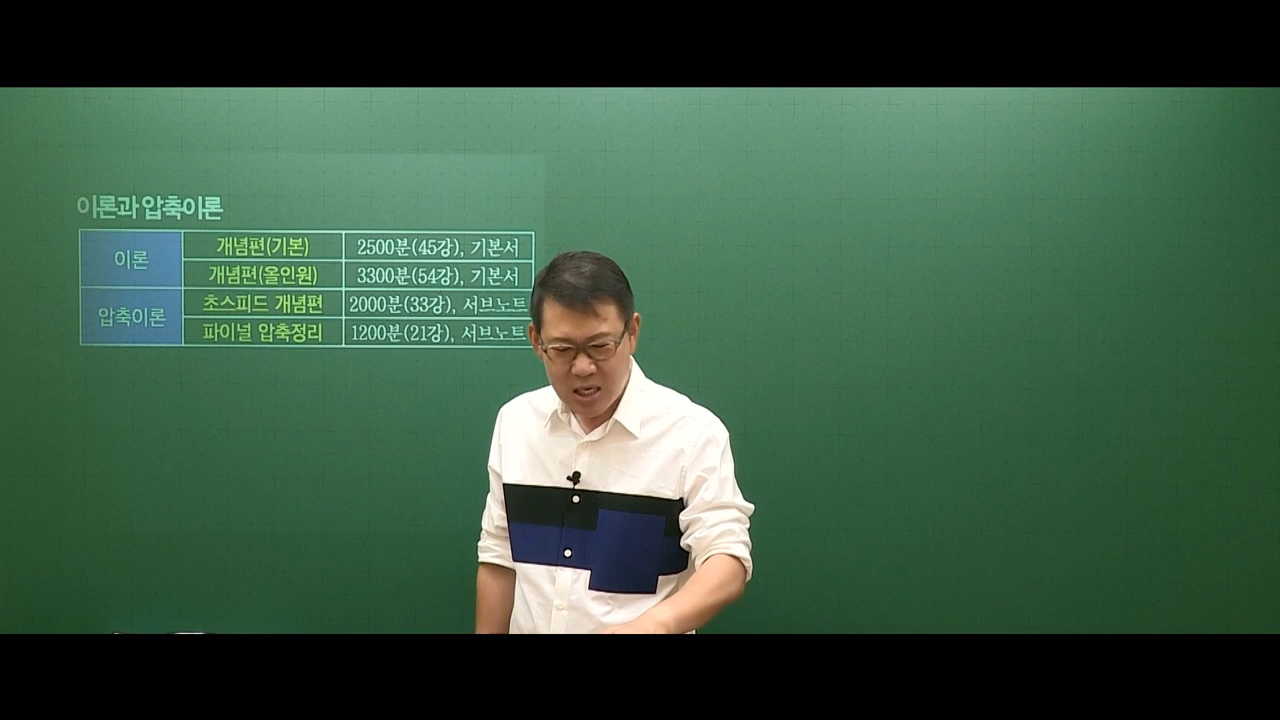 이론과 압축이론
이론
개념편(기본) 2500분(45강), 기본서
개념편(올인원) 3300분(54강), 기본서
압축이론
초스피드 개념편 2000분(33강), 서브노트
파이널 압축정리 1200분(21강), 서브노트